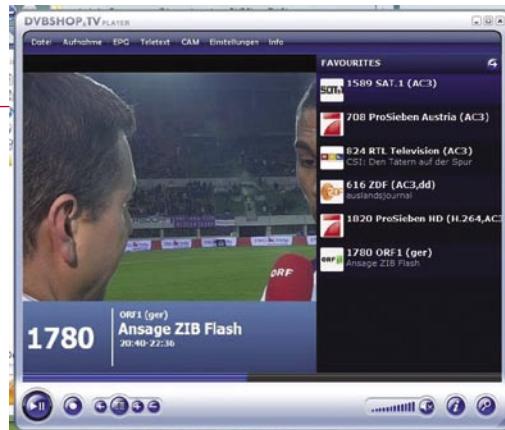 DVBSHOP.TV PLAYER
Datei Aufnahme EPG Teletext CAM Einstellungen Info
FAVOURITES
1589 SAT.1 (AC3)
708 ProSieben Austria (AC3)
824 RTL Television (AC3)
CSI: Den Tätern auf der Spur
616 ZDF (AC3,dd)
auslandsjournal
1820 ProSieben HD (H.264,AC3
1780 ORF1 (ger)
Ansage ZIB Flash
ORF
1780
ORF1 (ger)
Ansage ZIB Flash
20:40-22:36